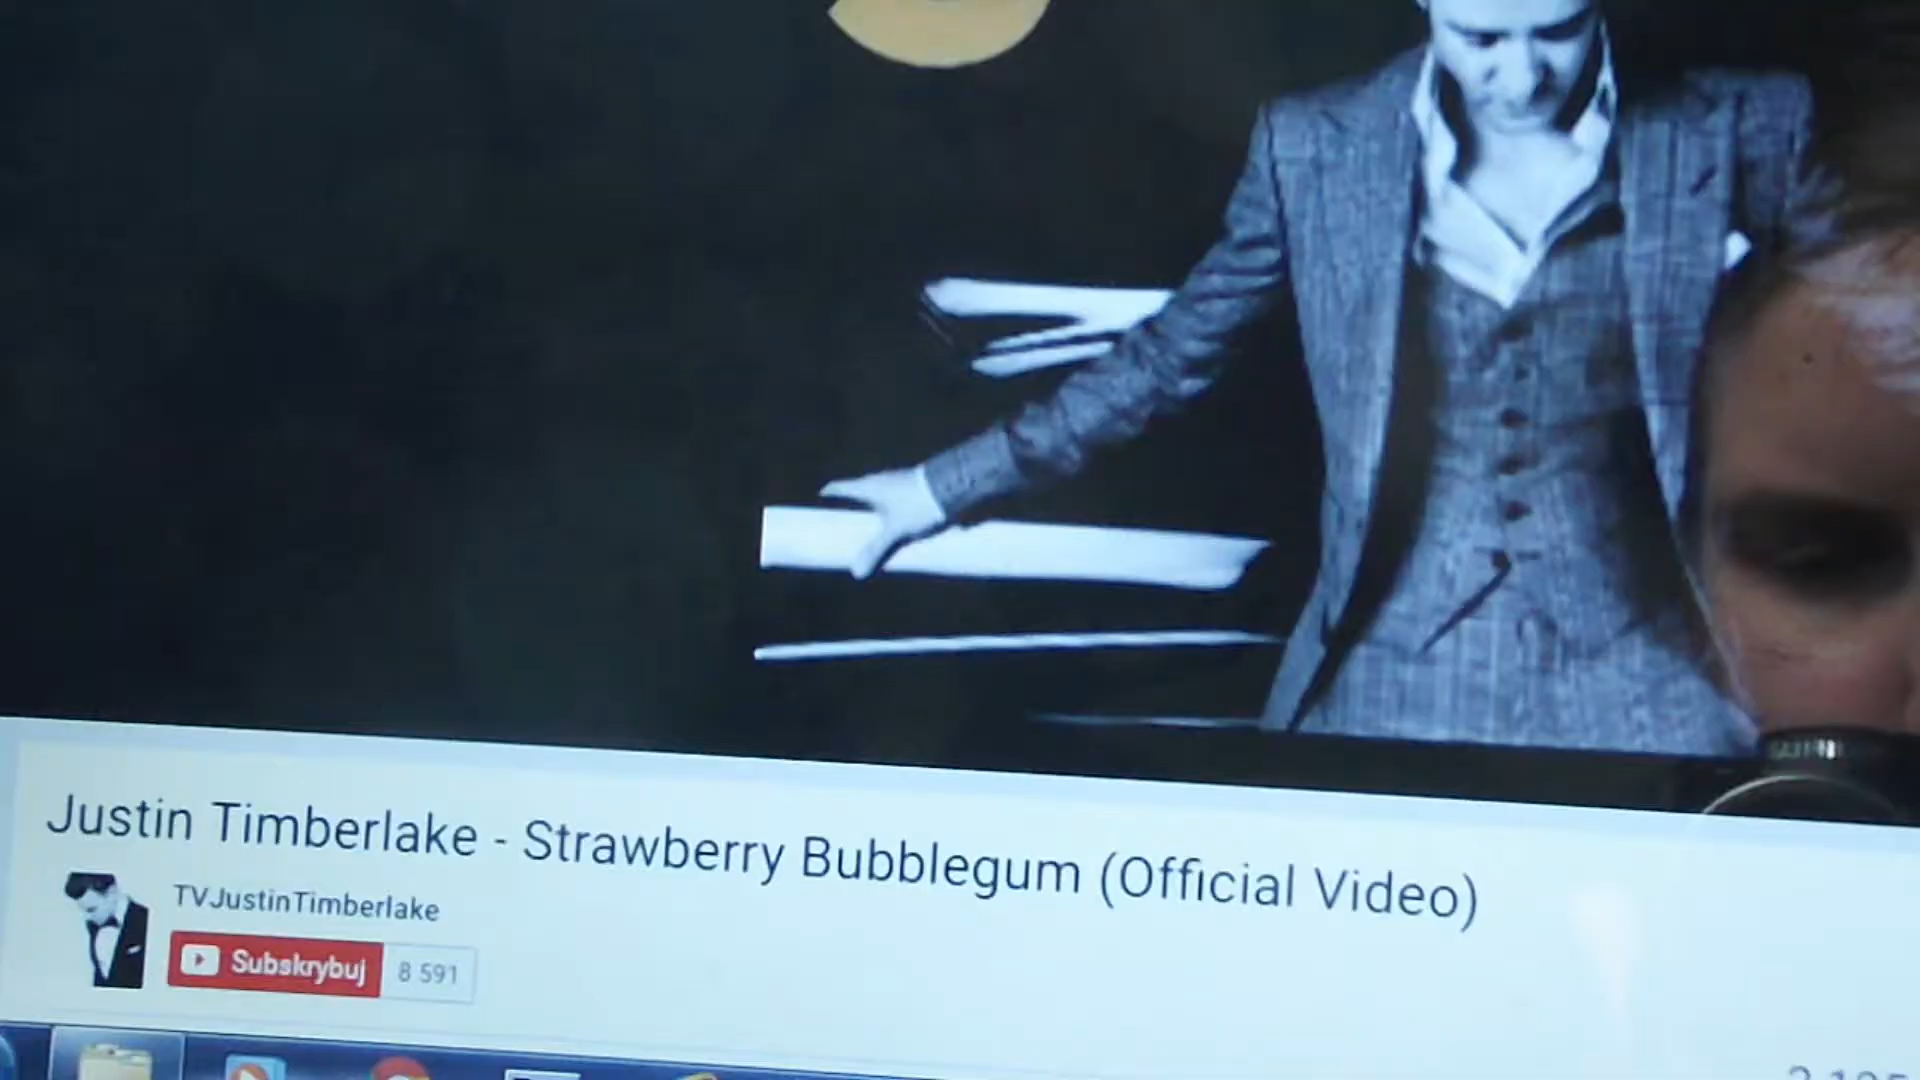 Justin Timberlake - Strawberry Bubblegum (Official Video)
TVJustinTimberlake
Subskrybuj 8 591